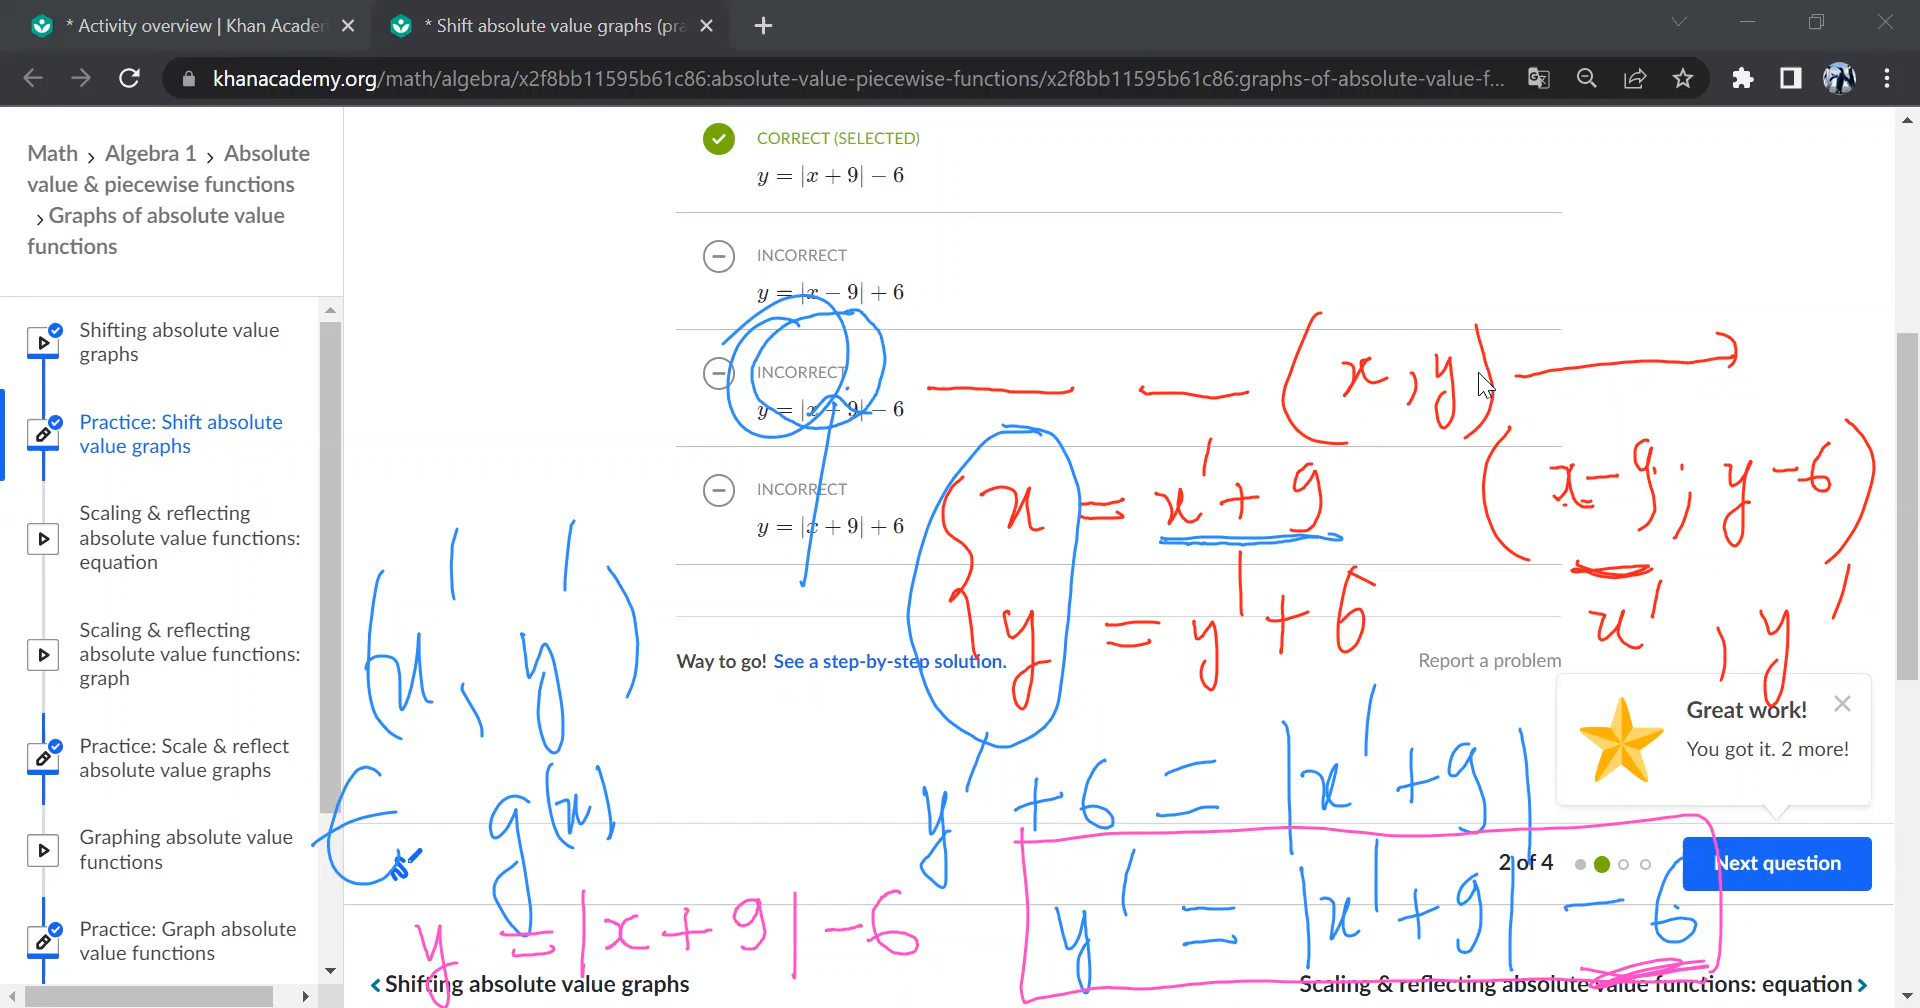 * Activity overview | Khan Acader
* Shift absolute value graphs (pra
khanacademy.org/math/algebra/x2f8bb11595b61c86:absolute-value-piecewise-functions/x2f8bb11595b61c86:graphs-of-absolute-value-f...
Math › Algebra 1 › Absolute
value & piecewise functions
› Graphs of absolute value
functions
Shifting absolute value
graphs
Practice: Shift absolute
value graphs
Scaling & reflecting
absolute value functions:
equation
Scaling & reflecting
absolute value functions:
graph
Practice: Scale & reflect
absolute value graphs
Graphing absolute value
functions
Practice: Graph absolute
value functions
CORRECT (SELECTED)
y = |x + 9| − 6
INCORRECT
y = |x − 9| + 6
INCORRECT
y = |x − 9| − 6
INCORRECT
y = |x + 9| + 6
(x, y)
(x−9; y−6)
x', y'
x = x' + 9
y = y' + 6
(x', y')
g(x)
y' + 6 = |x' + 9|
y' = |x' + 9| − 6
y = |x + 9| − 6
Way to go! See a step-by-step solution.
Report a problem
Great work!
You got it. 2 more!
2 of 4
Next question
‹ Shifting absolute value graphs
Scaling & reflecting absolute value functions: equation ›